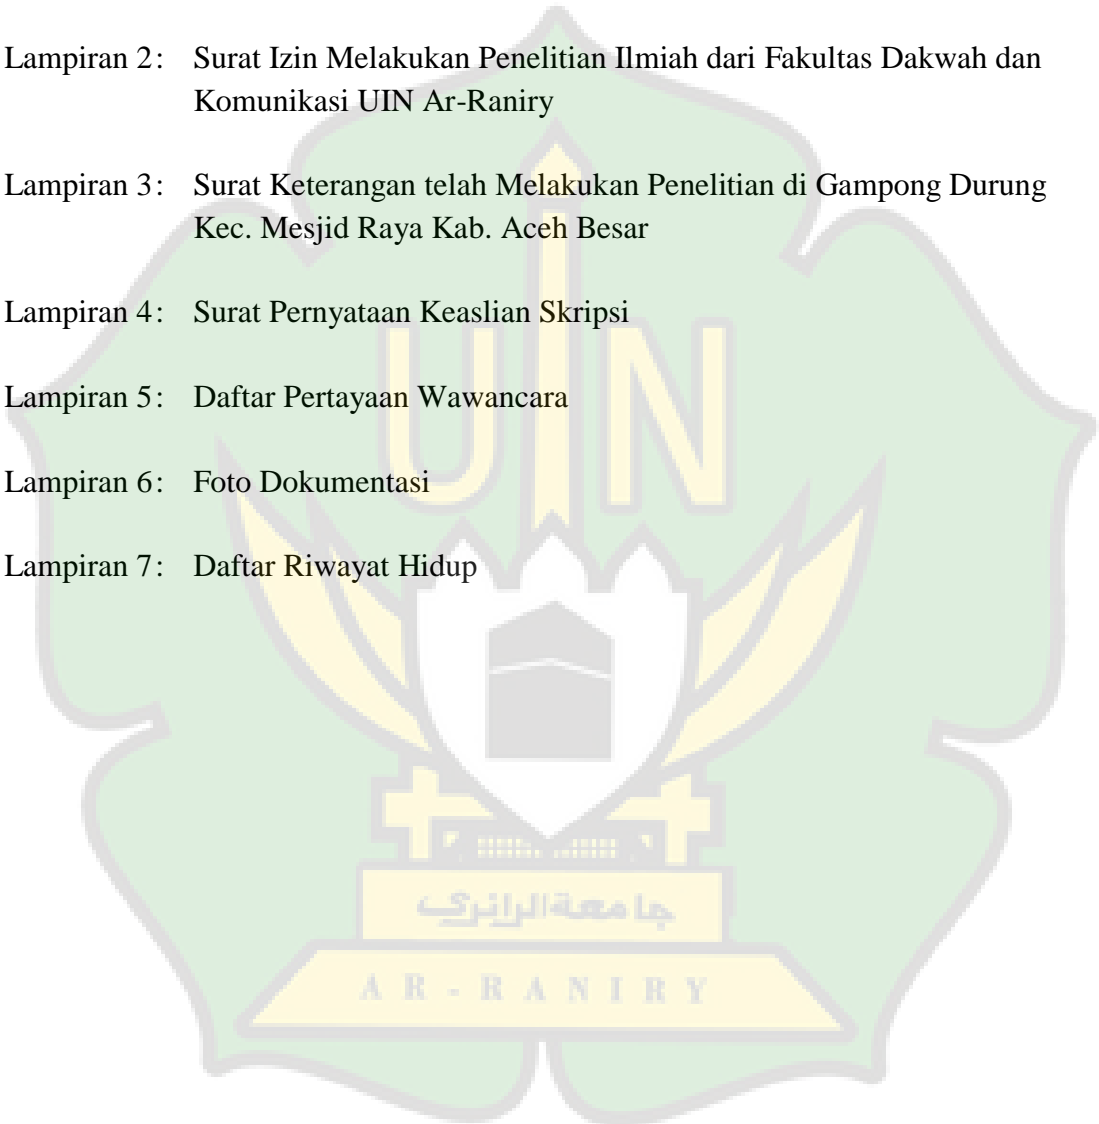 Lampiran 2: Surat Izin Melakukan Penelitian Ilmiah dari Fakultas Dakwah dan
Komunikasi UIN Ar-Raniry
Lampiran 3: Surat Keterangan telah Melakukan Penelitian di Gampong Durung
Kec. Mesjid Raya Kab. Aceh Besar
Lampiran 4: Surat Pernyataan Keaslian Skripsi
Lampiran 5: Daftar Pertayaan Wawancara
Lampiran 6: Foto Dokumentasi
Lampiran 7: Daftar Riwayat Hidup
UIN
جامعة الرانري
AR-RANIRY